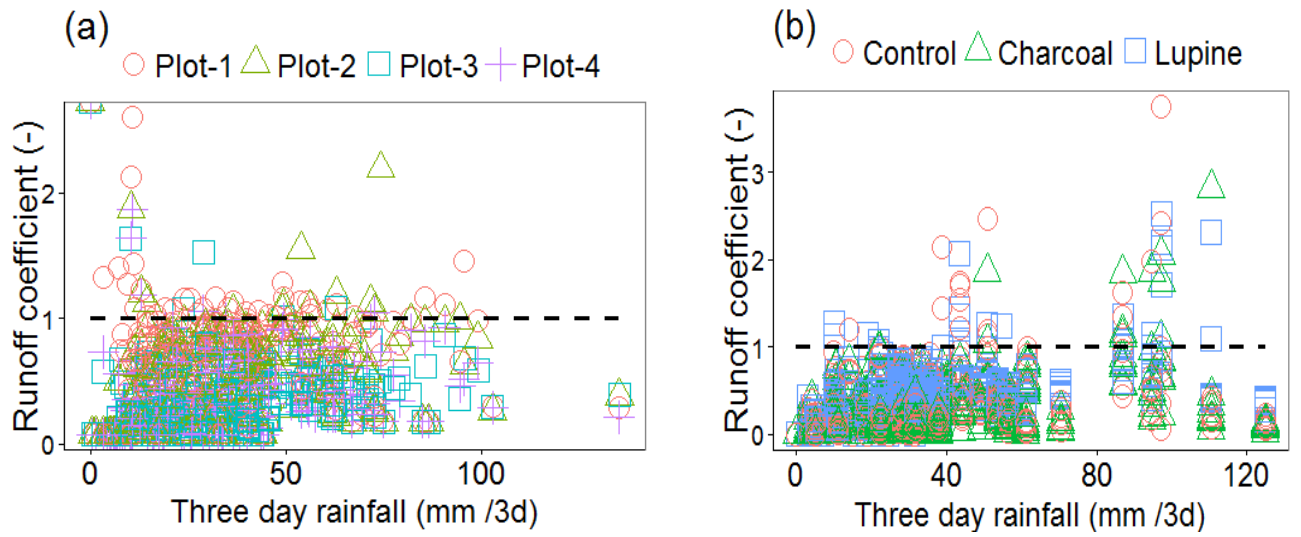 (a)
Plot-1 Plot-2 Plot-3 Plot-4
Runoff coefficient (-)
2
1
0
0 50 100
Three day rainfall (mm /3d)
(b)
Control Charcoal Lupine
Runoff coefficient (-)
3
2
1
0
0 40 80 120
Three day rainfall (mm /3d)